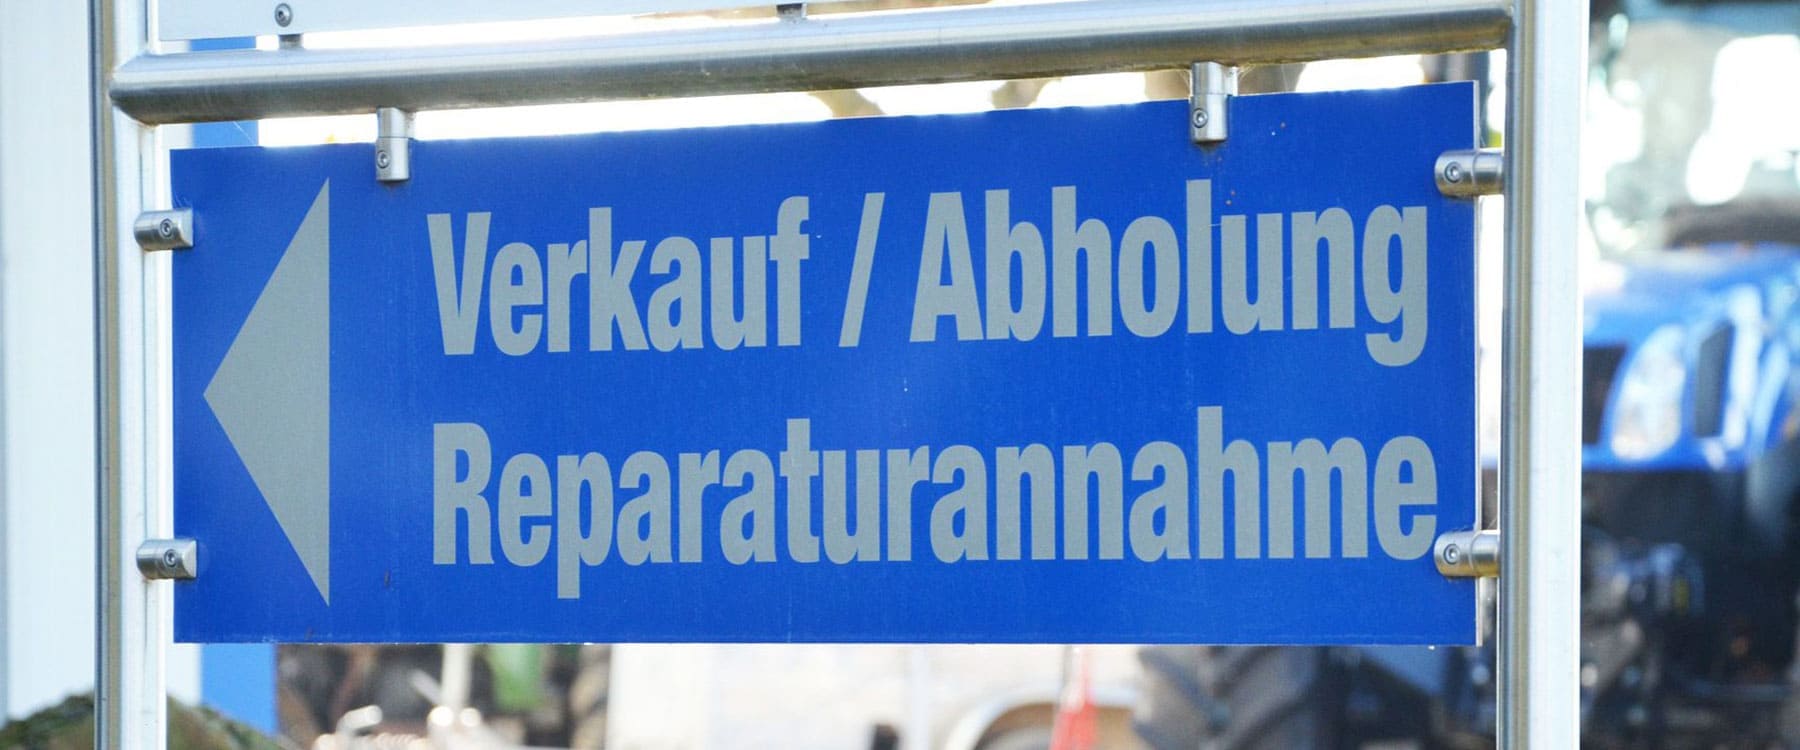 Verkauf / Abholung
Reparaturannahme